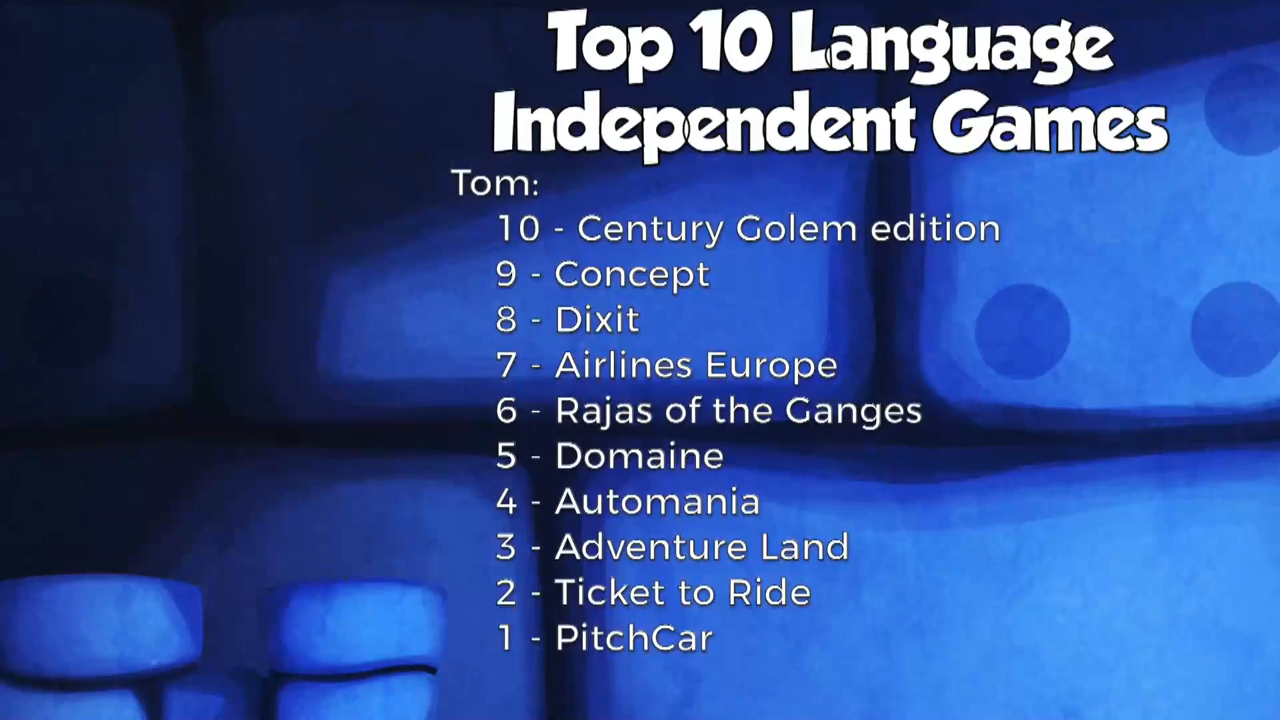 Top 10 Language
Independent Games
Tom:
10 - Century Golem edition
9 - Concept
8 - Dixit
7 - Airlines Europe
6 - Rajas of the Ganges
5 - Domaine
4 - Automania
3 - Adventure Land
2 - Ticket to Ride
1 - PitchCar